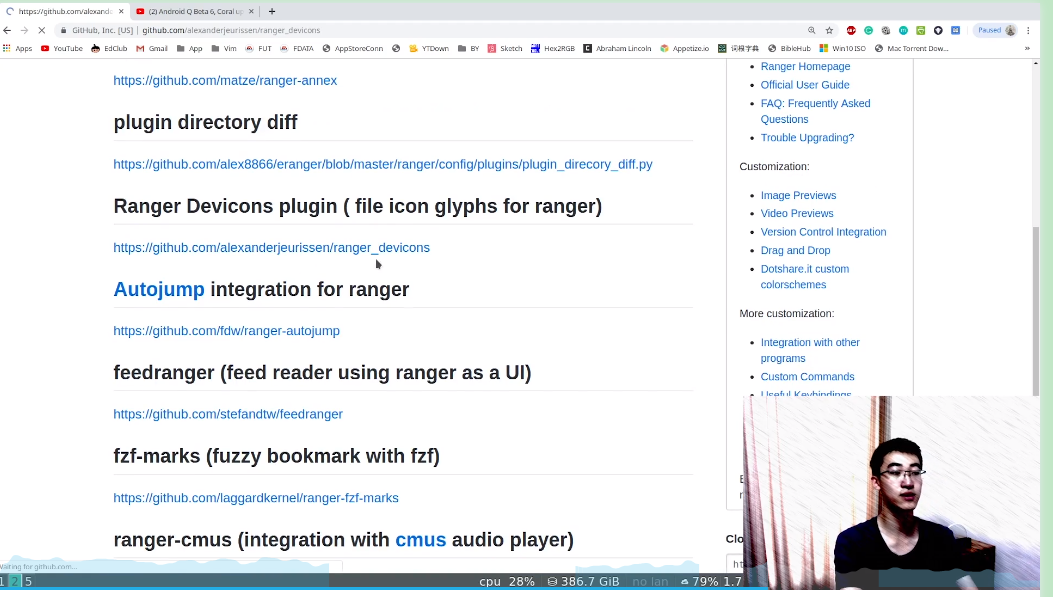 https://github.com/alexand
(2) Android Q Beta 6, Coral u
GitHub, Inc. [US]
github.com/alexanderjeurissen/ranger_devicons
Paused
Apps
YouTube
EdClub
Gmail
App
Vim
FUT
FDATA
AppStoreConn
YTDown
BY
Sketch
Hex2RGB
Abraham Lincoln
Appetize.io
词根字典
BibleHub
Win10 ISO
Mac Torrent Dow...
https://github.com/matze/ranger-annex
plugin directory diff
https://github.com/alex8866/eranger/blob/master/ranger/config/plugins/plugin_direcory_diff.py
Ranger Devicons plugin ( file icon glyphs for ranger)
https://github.com/alexanderjeurissen/ranger_devicons
Autojump integration for ranger
https://github.com/fdw/ranger-autojump
feedranger (feed reader using ranger as a UI)
https://github.com/stefandtw/feedranger
fzf-marks (fuzzy bookmark with fzf)
https://github.com/laggardkernel/ranger-fzf-marks
ranger-cmus (integration with cmus audio player)
Ranger Homepage
Official User Guide
FAQ: Frequently Asked
Questions
Trouble Upgrading?
Customization:
Image Previews
Video Previews
Version Control Integration
Drag and Drop
Dotshare.it custom
colorschemes
More customization:
Integration with other
programs
Custom Commands
Useful Keybindings
Clo
ht
Waiting for github.com...
1 2 5
cpu 28% 386.7 GiB no lan 79% 1.7